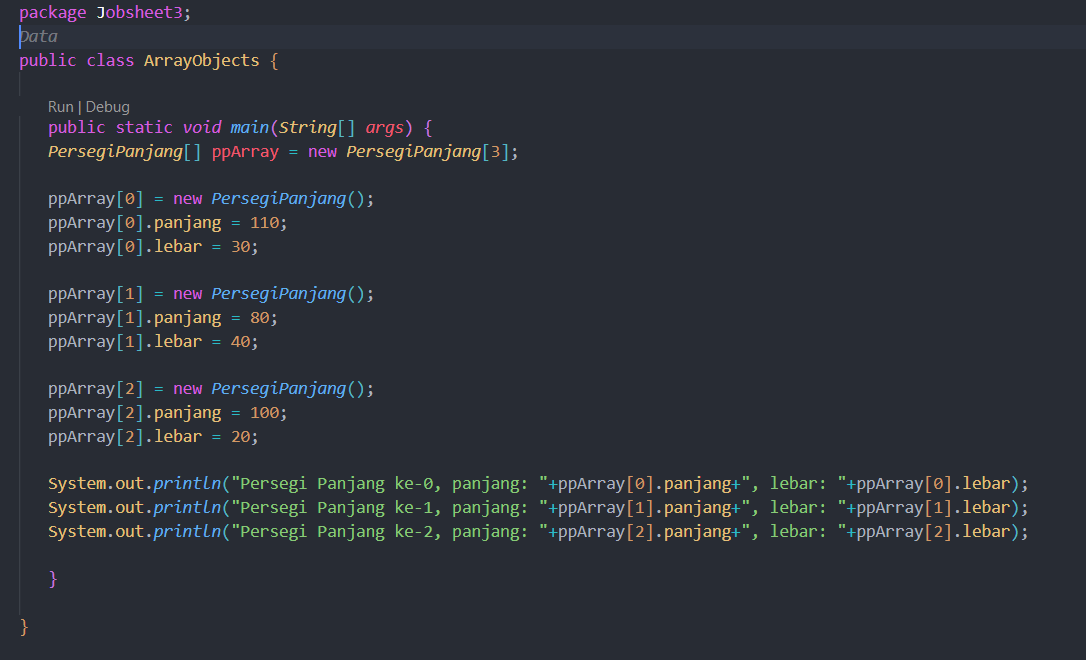 package Jobsheet3;
Data
public class ArrayObjects {
Run | Debug
public static void main(String[] args) {
PersegiPanjang[] ppArray = new PersegiPanjang[3];
ppArray[0] = new PersegiPanjang();
ppArray[0].panjang = 110;
ppArray[0].lebar = 30;
ppArray[1] = new PersegiPanjang();
ppArray[1].panjang = 80;
ppArray[1].lebar = 40;
ppArray[2] = new PersegiPanjang();
ppArray[2].panjang = 100;
ppArray[2].lebar = 20;
System.out.println("Persegi Panjang ke-0, panjang: "+ppArray[0].panjang+", lebar: "+ppArray[0].lebar);
System.out.println("Persegi Panjang ke-1, panjang: "+ppArray[1].panjang+", lebar: "+ppArray[1].lebar);
System.out.println("Persegi Panjang ke-2, panjang: "+ppArray[2].panjang+", lebar: "+ppArray[2].lebar);
}
}